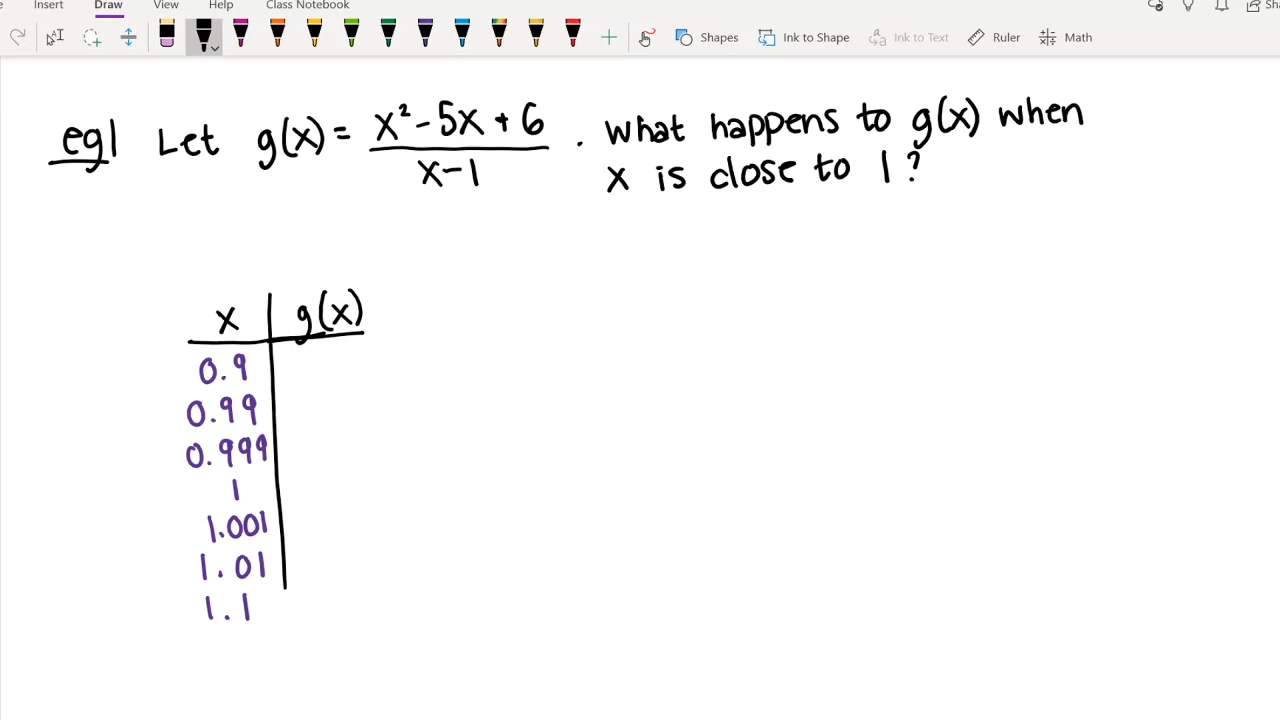 Insert Draw View Help Class Notebook
Shapes Ink to Shape Ink to Text Ruler Math
eg1 Let g(x) = x² - 5x + 6 / x - 1 . What happens to g(x) when
x is close to 1?
x g(x)
0.9
0.99
0.999
1
1.001
1.01
1.1